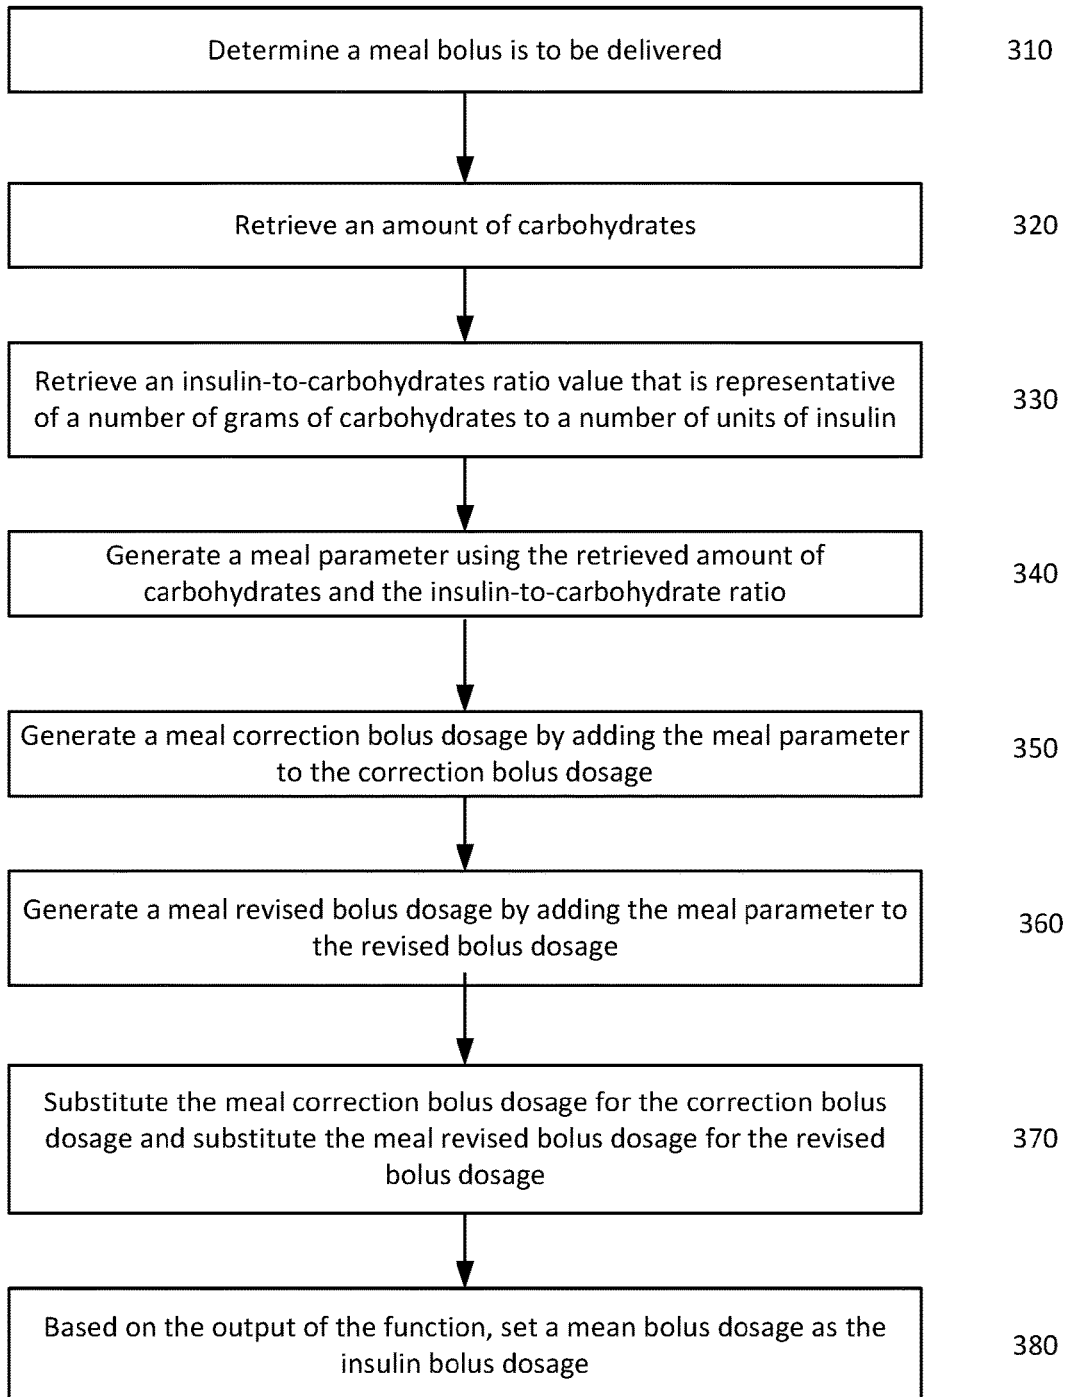 Determine a meal bolus is to be delivered
310
Retrieve an amount of carbohydrates
320
Retrieve an insulin-to-carbohydrates ratio value that is representative
of a number of grams of carbohydrates to a number of units of insulin
330
Generate a meal parameter using the retrieved amount of
carbohydrates and the insulin-to-carbohydrate ratio
340
Generate a meal correction bolus dosage by adding the meal parameter
to the correction bolus dosage
350
Generate a meal revised bolus dosage by adding the meal parameter to
the revised bolus dosage
360
Substitute the meal correction bolus dosage for the correction bolus
dosage and substitute the meal revised bolus dosage for the revised
bolus dosage
370
Based on the output of the function, set a mean bolus dosage as the
insulin bolus dosage
380